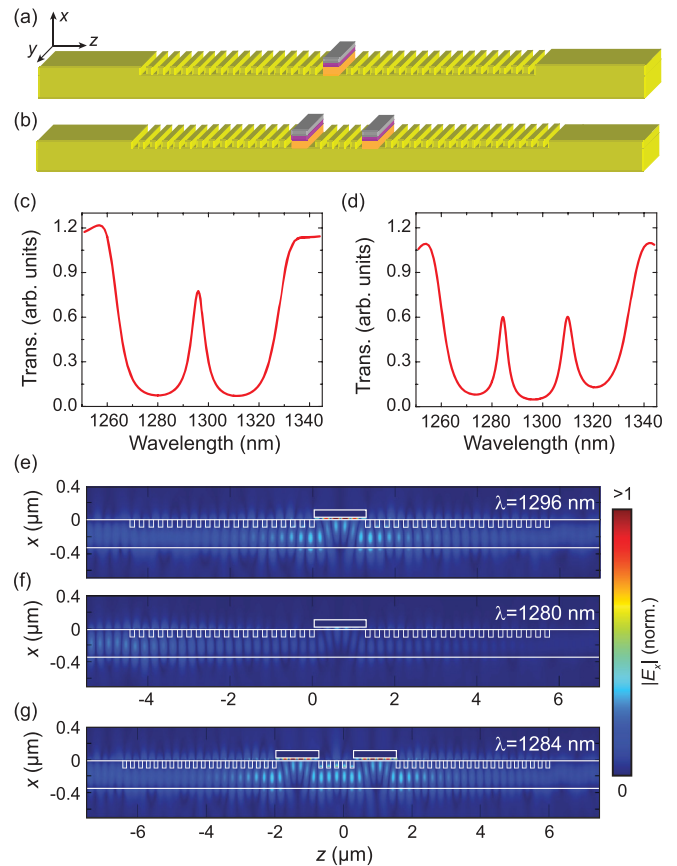 (a)
x
y
z
(b)
(c)
(d)
1.2
0.9
0.6
0.3
0.0
Trans. (arb. units)
1260 1280 1300 1320 1340
Wavelength (nm)
1.2
0.9
0.6
0.3
0.0
Trans. (arb. units)
1260 1280 1300 1320 1340
Wavelength (nm)
(e)
0.4
0
-0.4
x (μm)
λ=1296 nm
(f)
0.4
0
-0.4
x (μm)
λ=1280 nm
-4 -2 0 2 4 6
(g)
0.4
0
-0.4
x (μm)
λ=1284 nm
-6 -4 -2 0 2 4 6
z (μm)
>1
|Ex| (norm.)
0